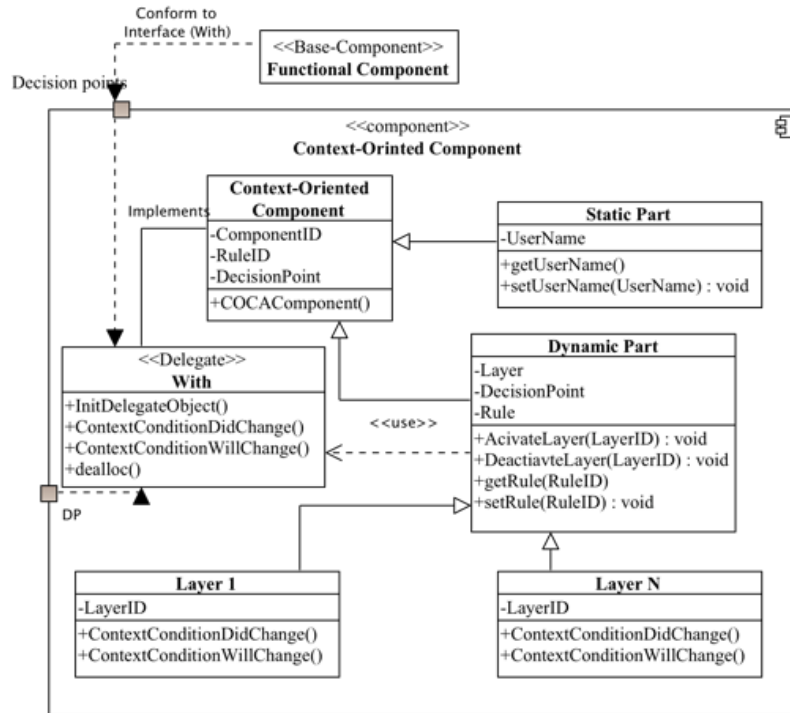 Conform to
Interface (With)
<<Base-Component>>
Functional Component
Decision points
<<component>>
Context-Orinted Component
Context-Oriented
Component
-ComponentID
-RuleID
-DecisionPoint
+COCAComponent()
Implements
Static Part
-UserName
+getUserName()
+setUserName(UserName) : void
<<Delegate>>
With
+InitDelegateObject()
+ContextConditionDidChange()
+ContextConditionWillChange()
+dealloc()
<<use>>
Dynamic Part
-Layer
-DecisionPoint
-Rule
+AcivateLayer(LayerID) : void
+DeactiavteLayer(LayerID) : void
+getRule(RuleID)
+setRule(RuleID) : void
DP
Layer 1
-LayerID
+ContextConditionDidChange()
+ContextConditionWillChange()
Layer N
-LayerID
+ContextConditionDidChange()
+ContextConditionWillChange()